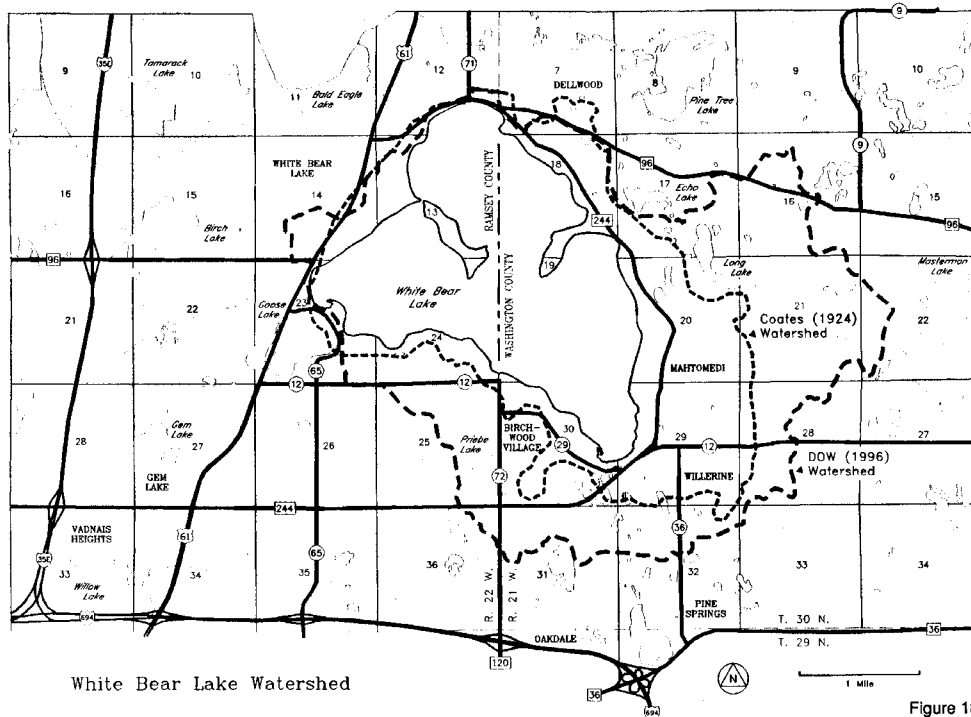 9
61
12
71
7
9
10
35E
9
Tamarack
Lake
10
11
Bald Eagle
Lake
DELLWOOD
8
Pine Tree
Lake
9
16
15
WHITE BEAR
LAKE
14
13
RAMSEY COUNTY
18
96
17
Echo
Lake
16
15
Birch
Lake
244
96
96
White Bear
Lake
19
Long
Lake
Masterman
Lake
21
22
Goose
Lake
23
24
WASHINGTON COUNTY
20
21
22
Coates (1924)
Watershed
MAHTOMEDI
65
12
12
28
Gem
Lake
27
26
25
Priebe
Lake
BIRCH-
WOOD
VILLAGE
30
29
29
12
28
27
DOW (1996)
Watershed
GEM
LAKE
72
WILLERINE
244
36
VADNAIS
HEIGHTS
61
65
35E
33
34
35
36
31
32
33
34
Willow
Lake
R. 22 W.
R. 21 W.
PINE
SPRINGS
694
OAKDALE
T. 30 N.
T. 29 N.
36
120
White Bear Lake Watershed
36
694
N
1 Mile